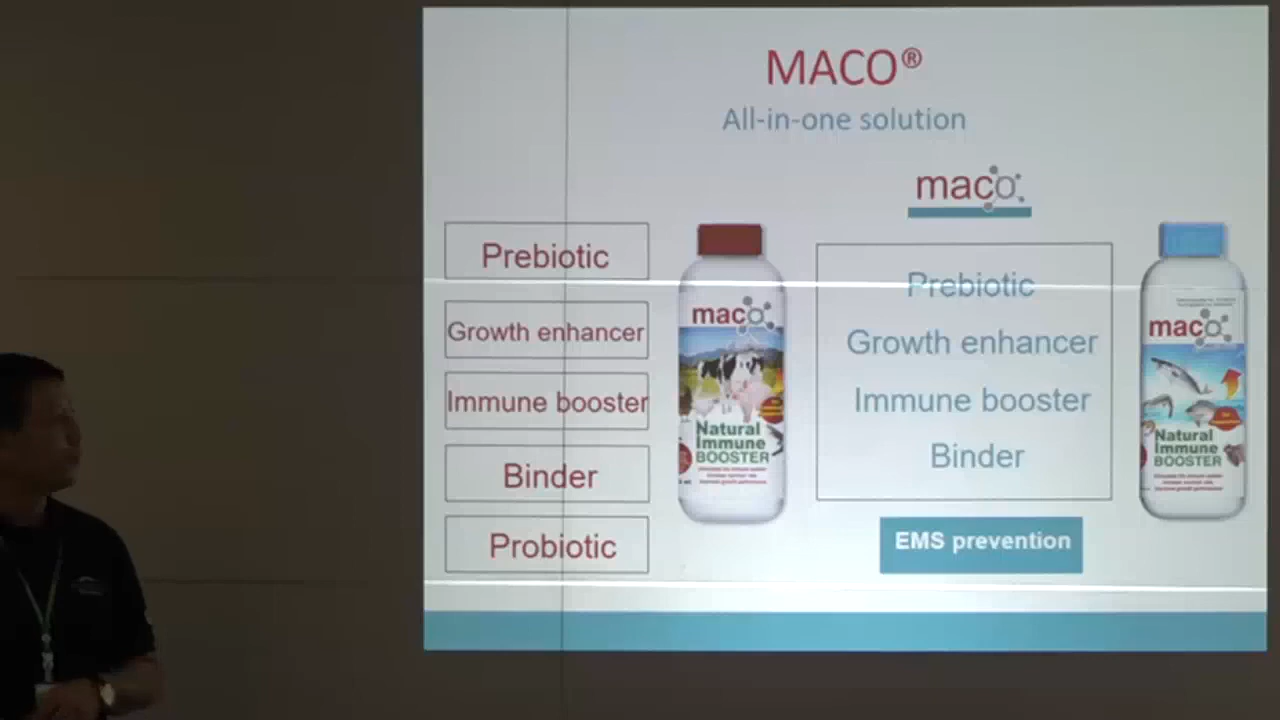 MACO®
All-in-one solution
maco
Prebiotic
Growth enhancer
Immune booster
Binder
Probiotic
maco
Natural
Immune
BOOSTER
Prebiotic
Growth enhancer
Immune booster
Binder
EMS prevention
maco
Natural
Immune
BOOSTER